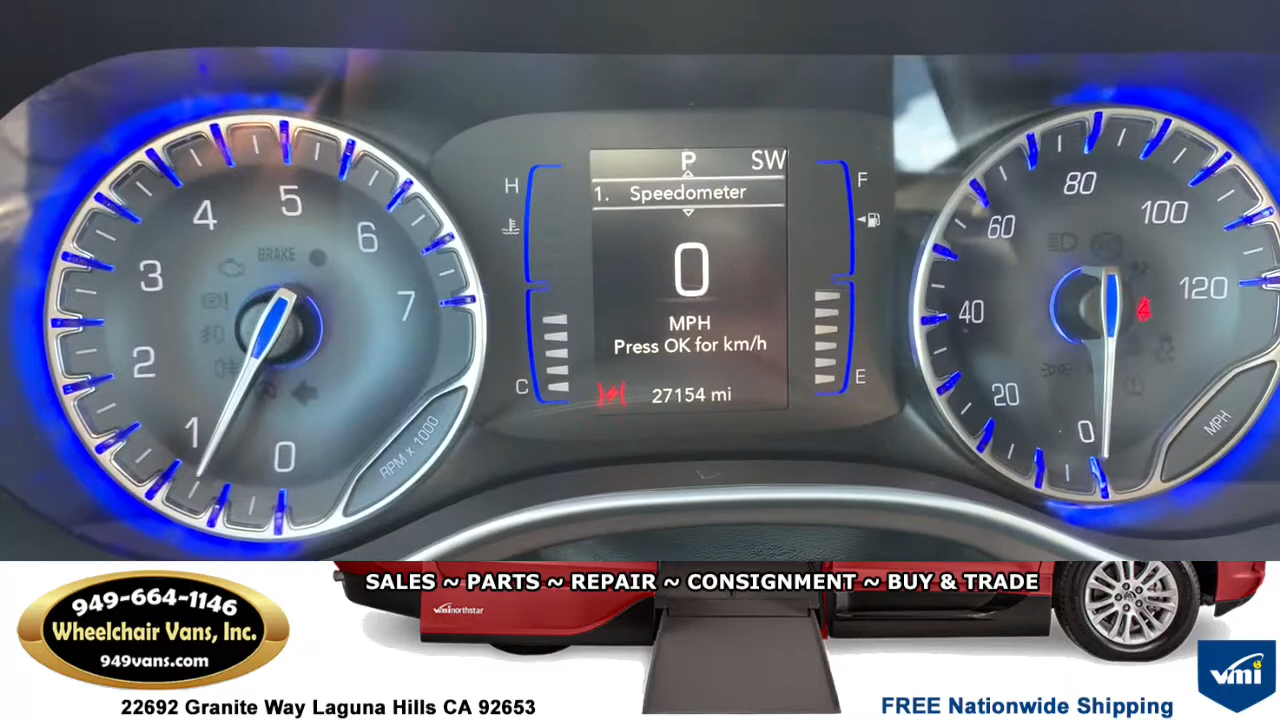 5
4
6
BRAKE
3
7
2
1
0
RPM x 1000
H
C
P SW
1. Speedometer
0
MPH
Press OK for km/h
27154 mi
F
E
80
60
100
40
120
20
0
MPH
SALES ~ PARTS ~ REPAIR ~ CONSIGNMENT ~ BUY & TRADE
949-664-1146
Wheelchair Vans, Inc.
949vans.com
vmi northstar
vmi
22692 Granite Way Laguna Hills CA 92653
FREE Nationwide Shipping